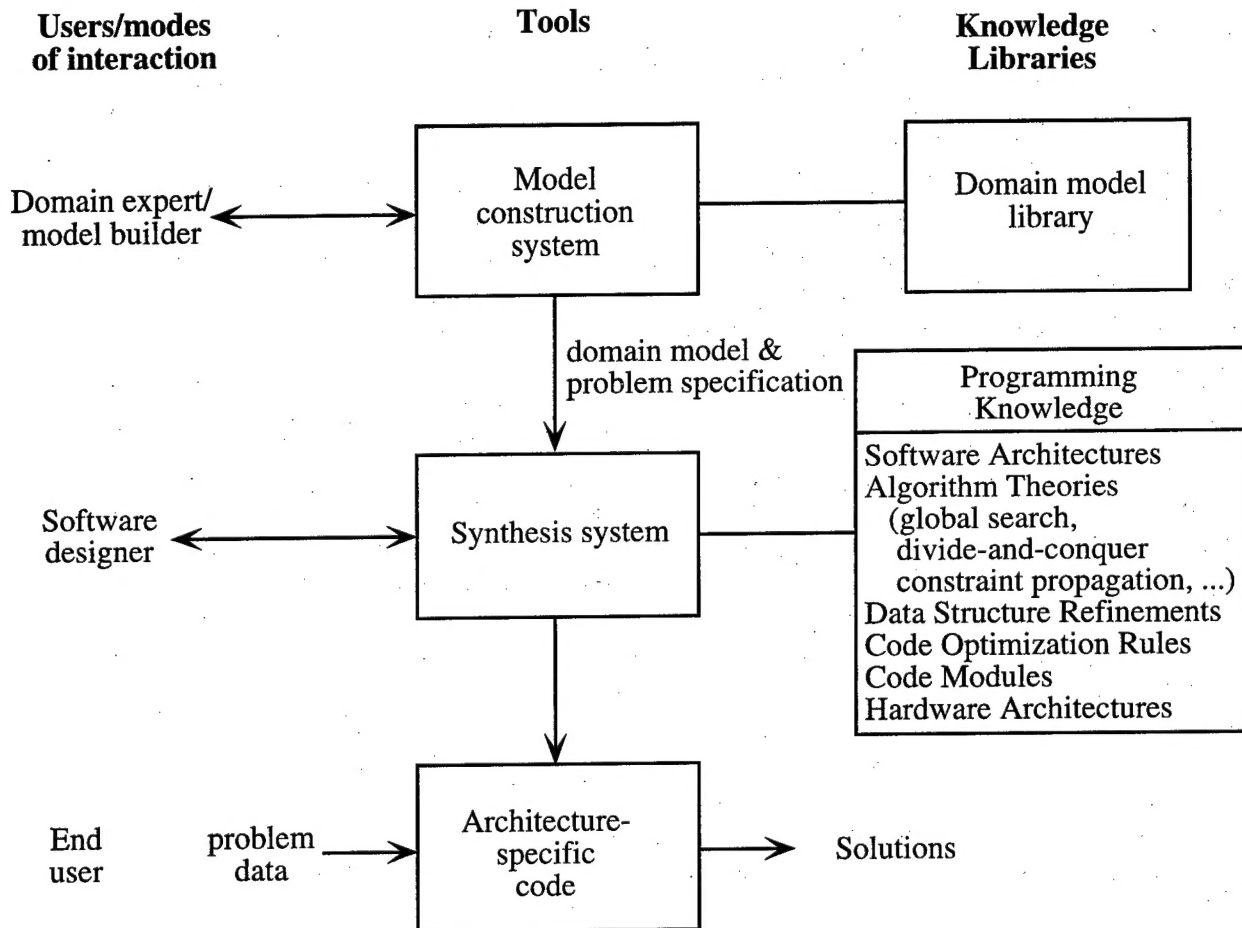 Users/modes
of interaction
Tools
Knowledge
Libraries
Domain expert/
model builder
Model
construction
system
Domain model
library
domain model &
problem specification
Programming
Knowledge
Software Architectures
Algorithm Theories
(global search,
divide-and-conquer
constraint propagation, ...)
Data Structure Refinements
Code Optimization Rules
Code Modules
Hardware Architectures
Software
designer
Synthesis system
End
user
problem
data
Architecture-
specific
code
Solutions